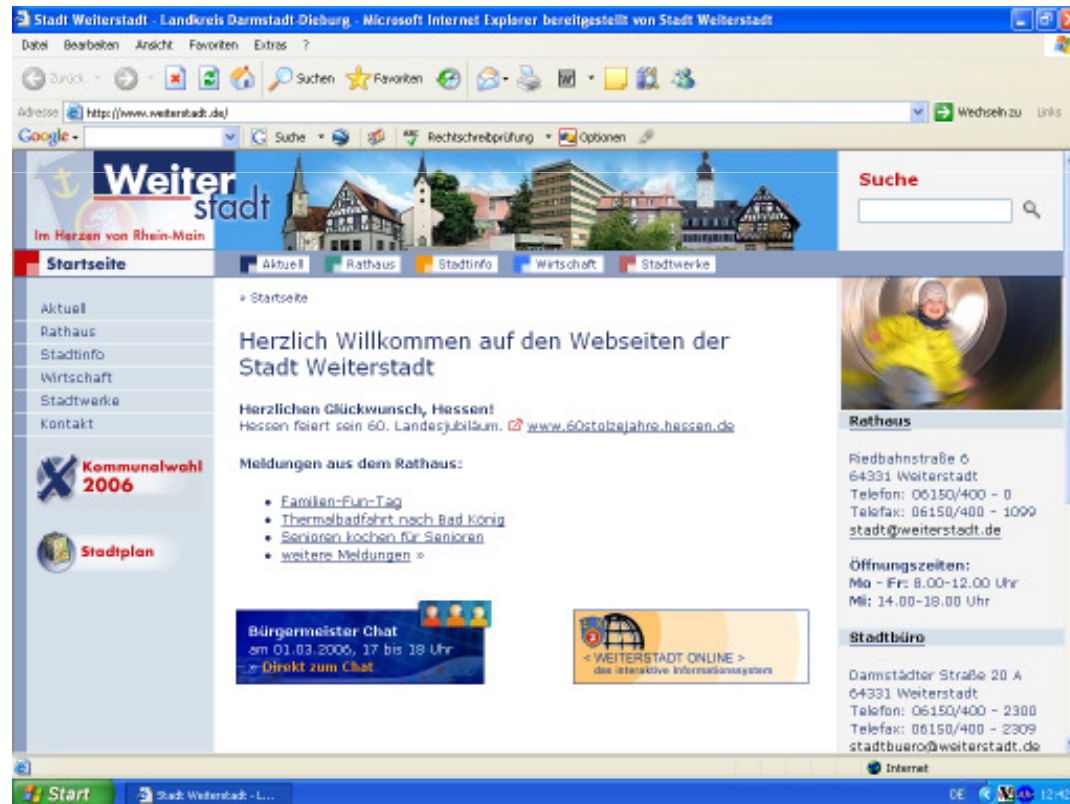 Stadt Weiterstadt - Landkreis Darmstadt-Dieburg - Microsoft Internet Explorer bereitgestellt von Stadt Weiterstadt
Datei Bearbeiten Ansicht Favoriten Extras ?
Zurück Suchen Favoriten
Adresse http://www.weiterstadt.de/ Wechseln zu Links
Google Suche Rechtschreibprüfung Optionen
Weiter
stadt
Im Herzen von Rhein-Main
Suche
Startseite Aktuell Rathaus Stadtinfo Wirtschaft Stadtwerke
Aktuell
Rathaus
Stadtinfo
Wirtschaft
Stadtwerke
Kontakt
Kommunalwahl
2006
Stadtplan
» Startseite
Herzlich Willkommen auf den Webseiten der
Stadt Weiterstadt
Herzlichen Glückwunsch, Hessen!
Hessen feiert sein 60. Landesjubiläum. www.60stolzejahre.hessen.de
Meldungen aus dem Rathaus:
• Familien-Fun-Tag
• Thermalbadfahrt nach Bad König
• Senioren kochen für Senioren
• weitere Meldungen »
Bürgermeister Chat
am 01.03.2006, 17 bis 18 Uhr
» Direkt zum Chat
< WEITERSTADT ONLINE >
das interaktive Informationssystem
Rathaus
Riedbahnstraße 6
64331 Weiterstadt
Telefon: 06150/400 - 0
Telefax: 06150/400 - 1099
stadt@weiterstadt.de
Öffnungszeiten:
Mo - Fr: 8.00-12.00 Uhr
Mi: 14.00-18.00 Uhr
Stadtbüro
Darmstädter Straße 20 A
64331 Weiterstadt
Telefon: 06150/400 - 2300
Telefax: 06150/400 - 2309
stadtbuero@weiterstadt.de
Internet
Start Stadt Weiterstadt - L... DE 12:42